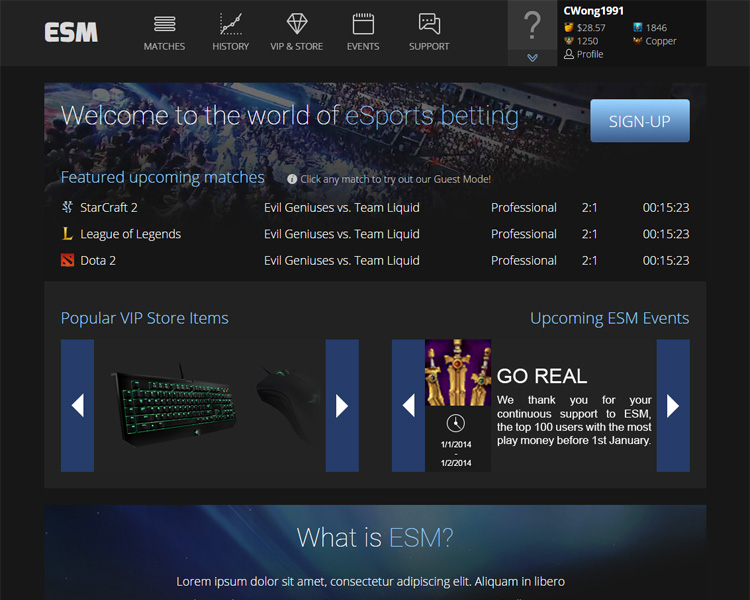 ESM
MATCHES
HISTORY
VIP & STORE
EVENTS
SUPPORT
?
CWong1991
$28.57 1846
1250 Copper
Profile
Welcome to the world of eSports betting
SIGN-UP
Featured upcoming matches
Click any match to try out our Guest Mode!
StarCraft 2 Evil Geniuses vs. Team Liquid Professional 2:1 00:15:23
League of Legends Evil Geniuses vs. Team Liquid Professional 2:1 00:15:23
Dota 2 Evil Geniuses vs. Team Liquid Professional 2:1 00:15:23
Popular VIP Store Items
Upcoming ESM Events
1/1/2014
-
1/2/2014
GO REAL
We thank you for your
continuous support to ESM,
the top 100 users with the most
play money before 1st January.
What is ESM?
Lorem ipsum dolor sit amet, consectetur adipiscing elit. Aliquam in libero